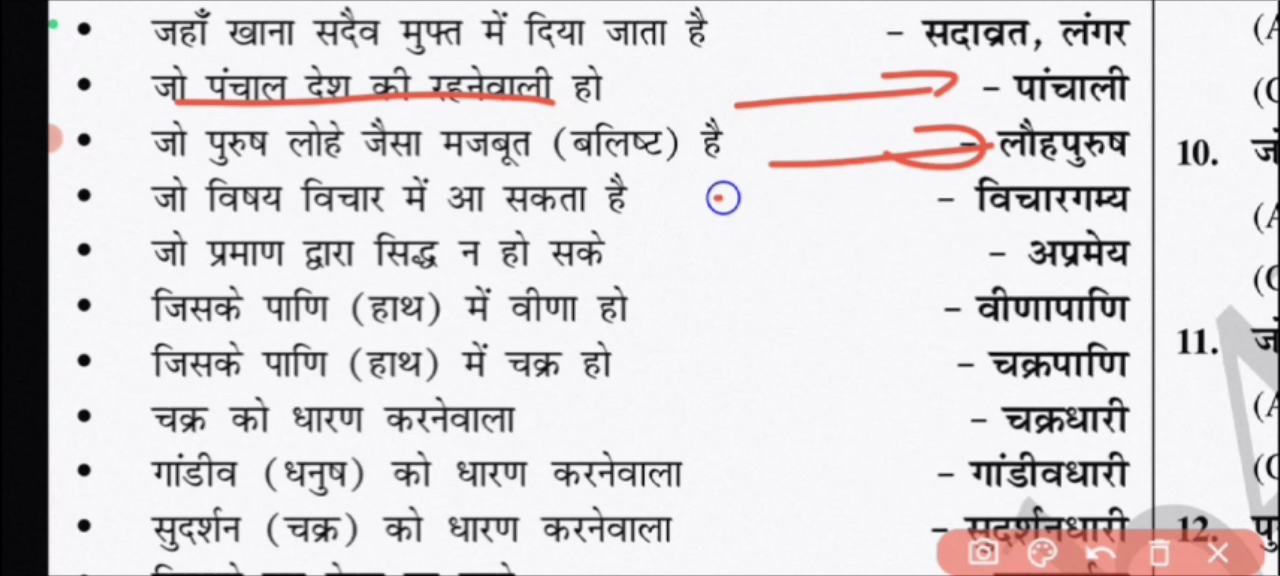 • जहाँ खाना सदैव मुफ्त में दिया जाता है – सदाव्रत, लंगर
• जो पंचाल देश की रहनेवाली हो – पांचाली
• जो पुरुष लोहे जैसा मजबूत (बलिष्ट) है – लौहपुरुष
• जो विषय विचार में आ सकता है – विचारगम्य
• जो प्रमाण द्वारा सिद्ध न हो सके – अप्रमेय
• जिसके पाणि (हाथ) में वीणा हो – वीणापाणि
• जिसके पाणि (हाथ) में चक्र हो – चक्रपाणि
• चक्र को धारण करनेवाला – चक्रधारी
• गांडीव (धनुष) को धारण करनेवाला – गांडीवधारी
• सुदर्शन (चक्र) को धारण करनेवाला – सुदर्शनधारी
10.
11.
12.